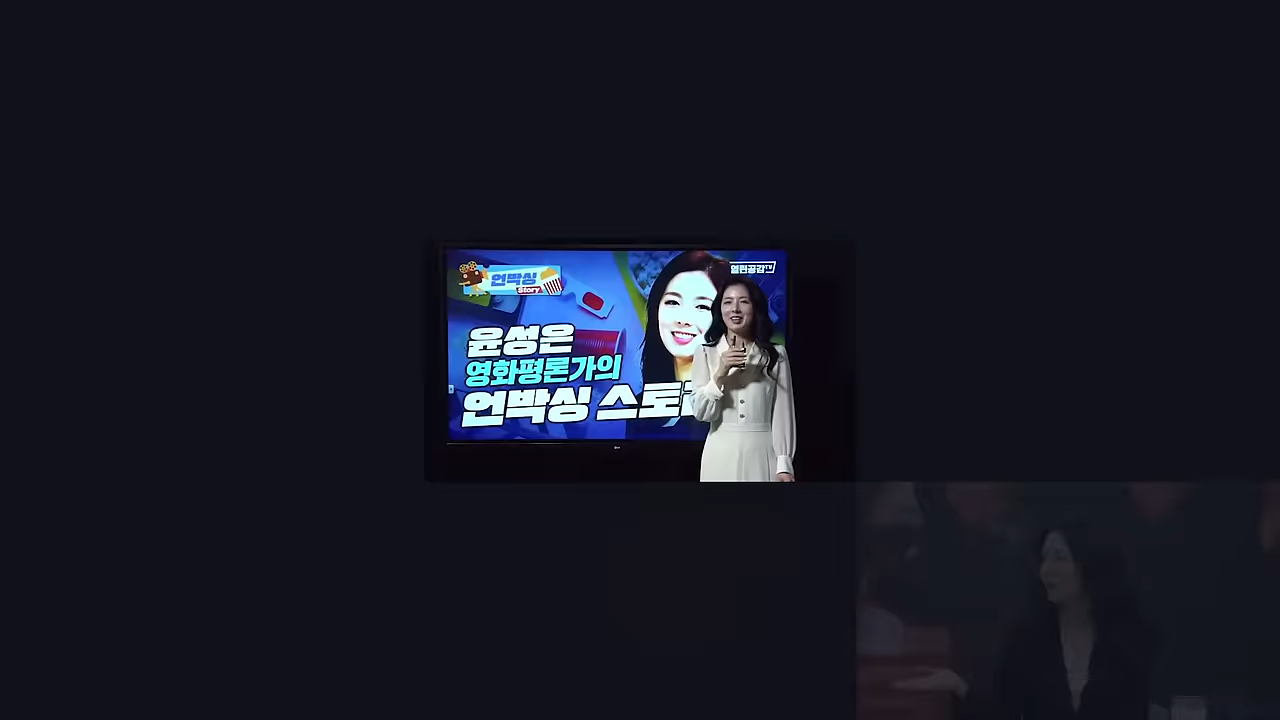 언박싱
Story
열린공감TV
윤성은
영화평론가의
언박싱 스토